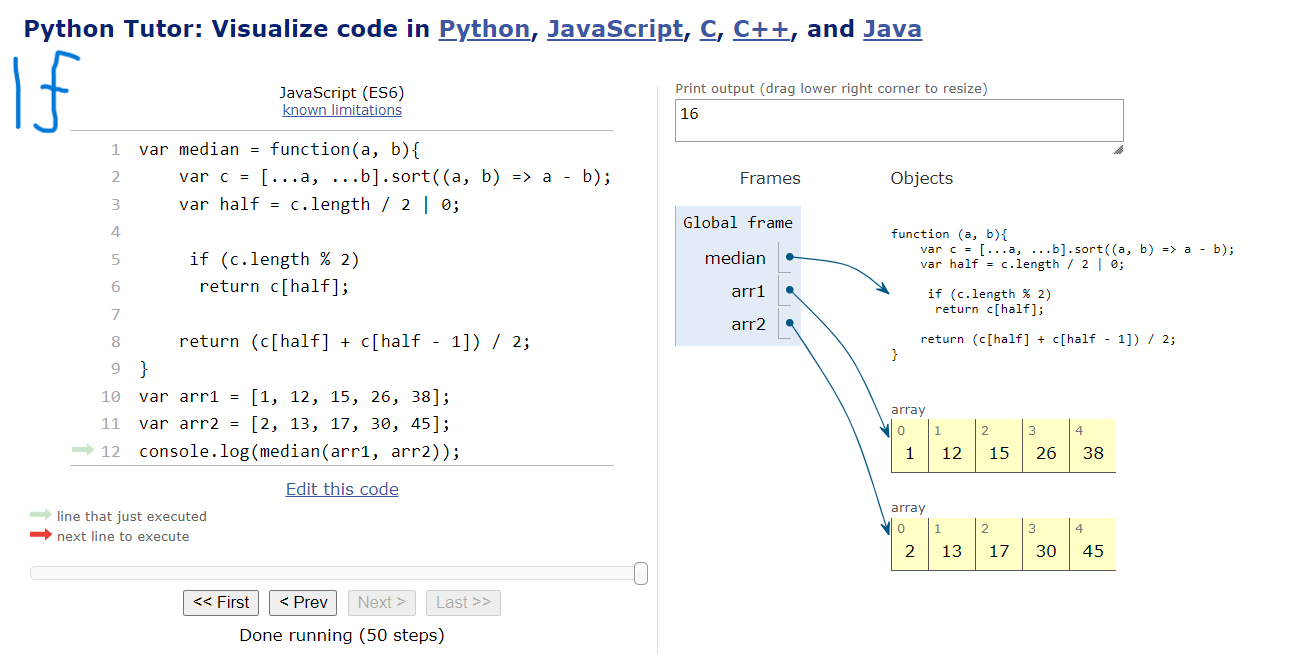 Python Tutor: Visualize code in Python, JavaScript, C, C++, and Java
If
JavaScript (ES6)
known limitations
1 var median = function(a, b){
2     var c = [...a, ...b].sort((a, b) => a - b);
3     var half = c.length / 2 | 0;
4
5      if (c.length % 2)
6       return c[half];
7
8     return (c[half] + c[half - 1]) / 2;
9 }
10 var arr1 = [1, 12, 15, 26, 38];
11 var arr2 = [2, 13, 17, 30, 45];
12 console.log(median(arr1, arr2));
Edit this code
line that just executed
next line to execute
<< First < Prev Next > Last >>
Done running (50 steps)
Print output (drag lower right corner to resize)
16
Frames Objects
Global frame
median
arr1
arr2
function (a, b){
    var c = [...a, ...b].sort((a, b) => a - b);
    var half = c.length / 2 | 0;

     if (c.length % 2)
      return c[half];

    return (c[half] + c[half - 1]) / 2;
}
array
0 1 2 3 4
1 12 15 26 38
array
0 1 2 3 4
2 13 17 30 45